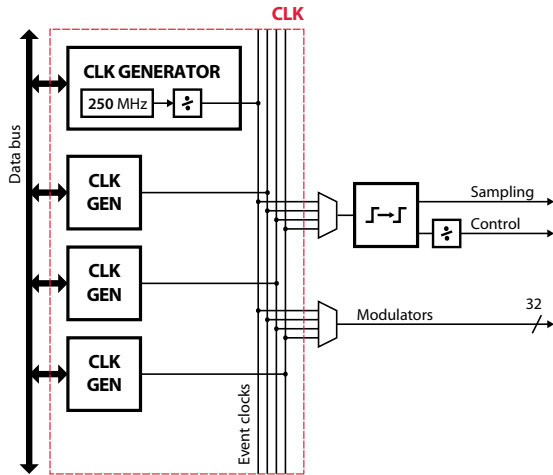 CLK
CLK GENERATOR
250 MHz
÷
Data bus
CLK
GEN
Sampling
÷
Control
CLK
GEN
32
Modulators
CLK
GEN
Event clocks